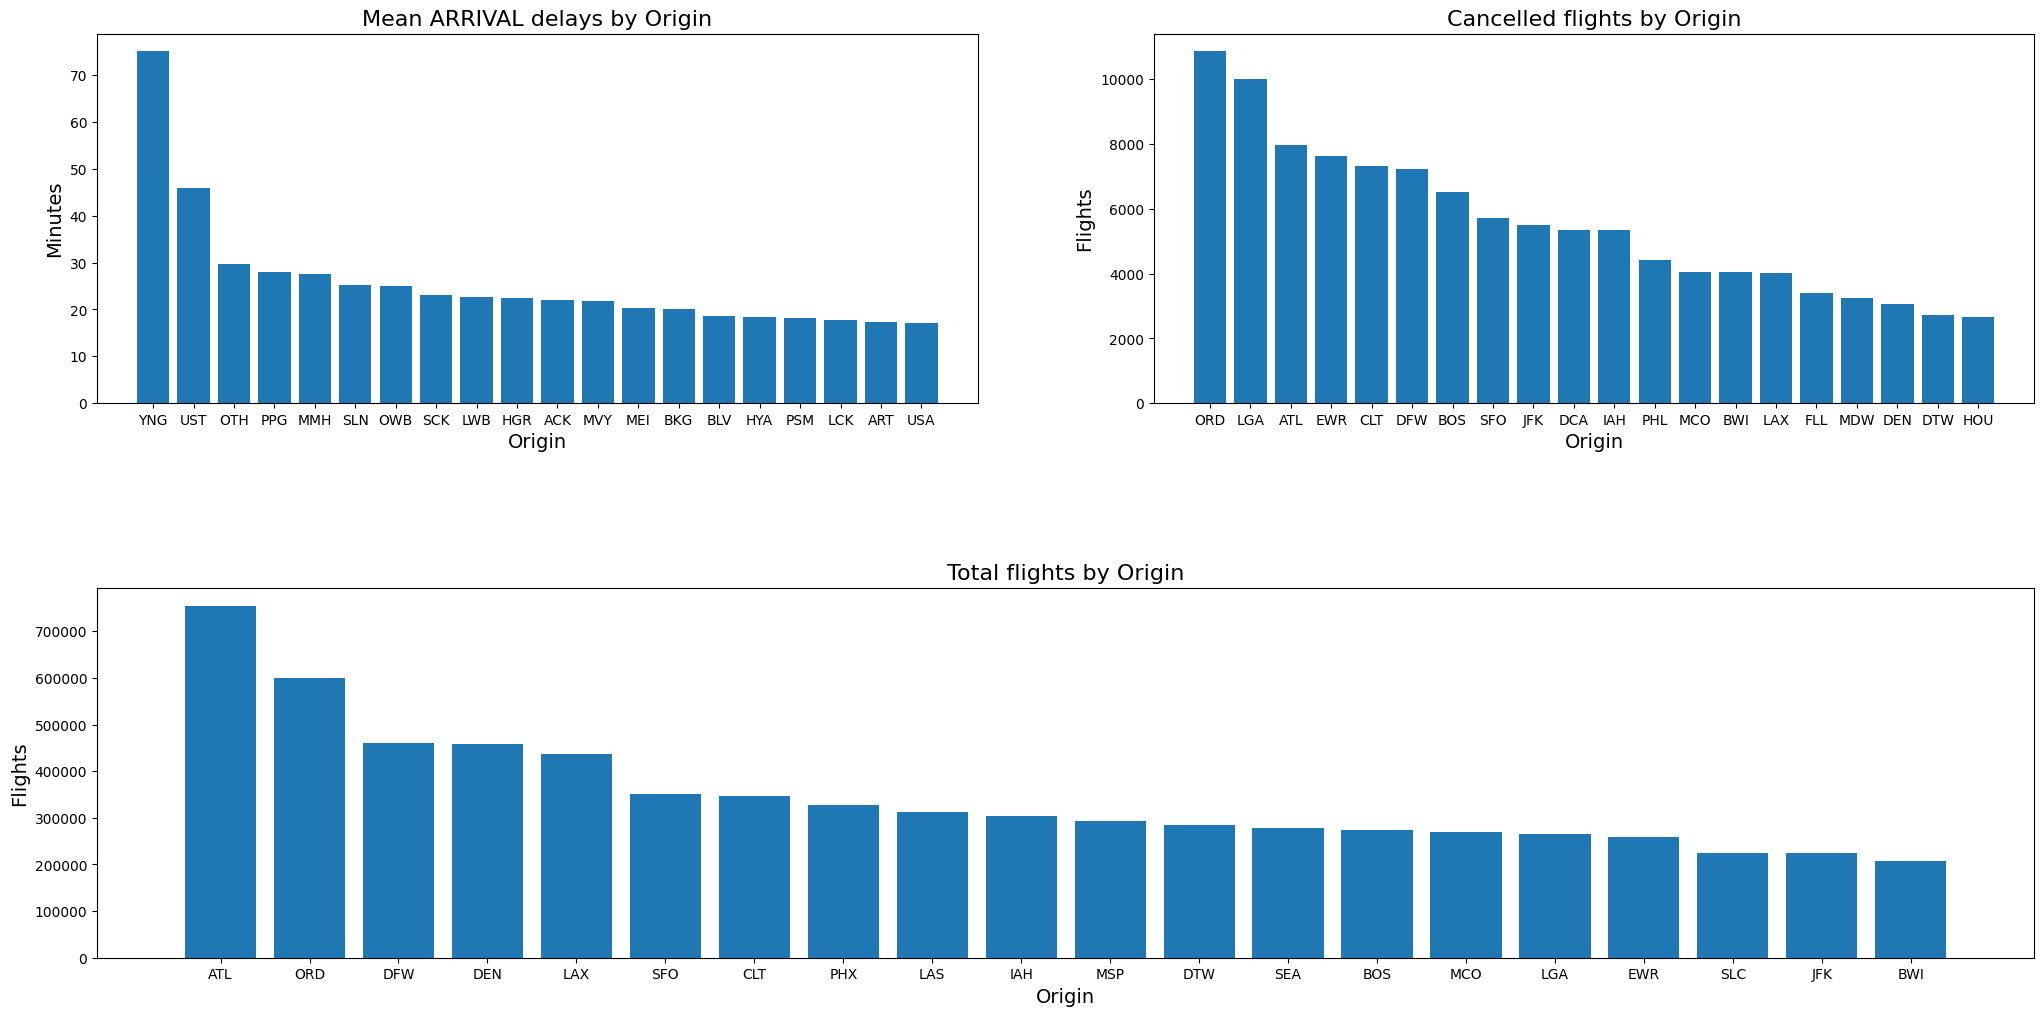 Mean ARRIVAL delays by Origin
Minutes
70
60
50
40
30
20
10
0
YNG UST OTH PPG MMH SLN OWB SCK LWB HGR ACK MVY MEI BKG BLV HYA PSM LCK ART USA
Origin
Cancelled flights by Origin
Flights
10000
8000
6000
4000
2000
0
ORD LGA ATL EWR CLT DFW BOS SFO JFK DCA IAH PHL MCO BWI LAX FLL MDW DEN DTW HOU
Origin
Total flights by Origin
Flights
700000
600000
500000
400000
300000
200000
100000
0
ATL ORD DFW DEN LAX SFO CLT PHX LAS IAH MSP DTW SEA BOS MCO LGA EWR SLC JFK BWI
Origin